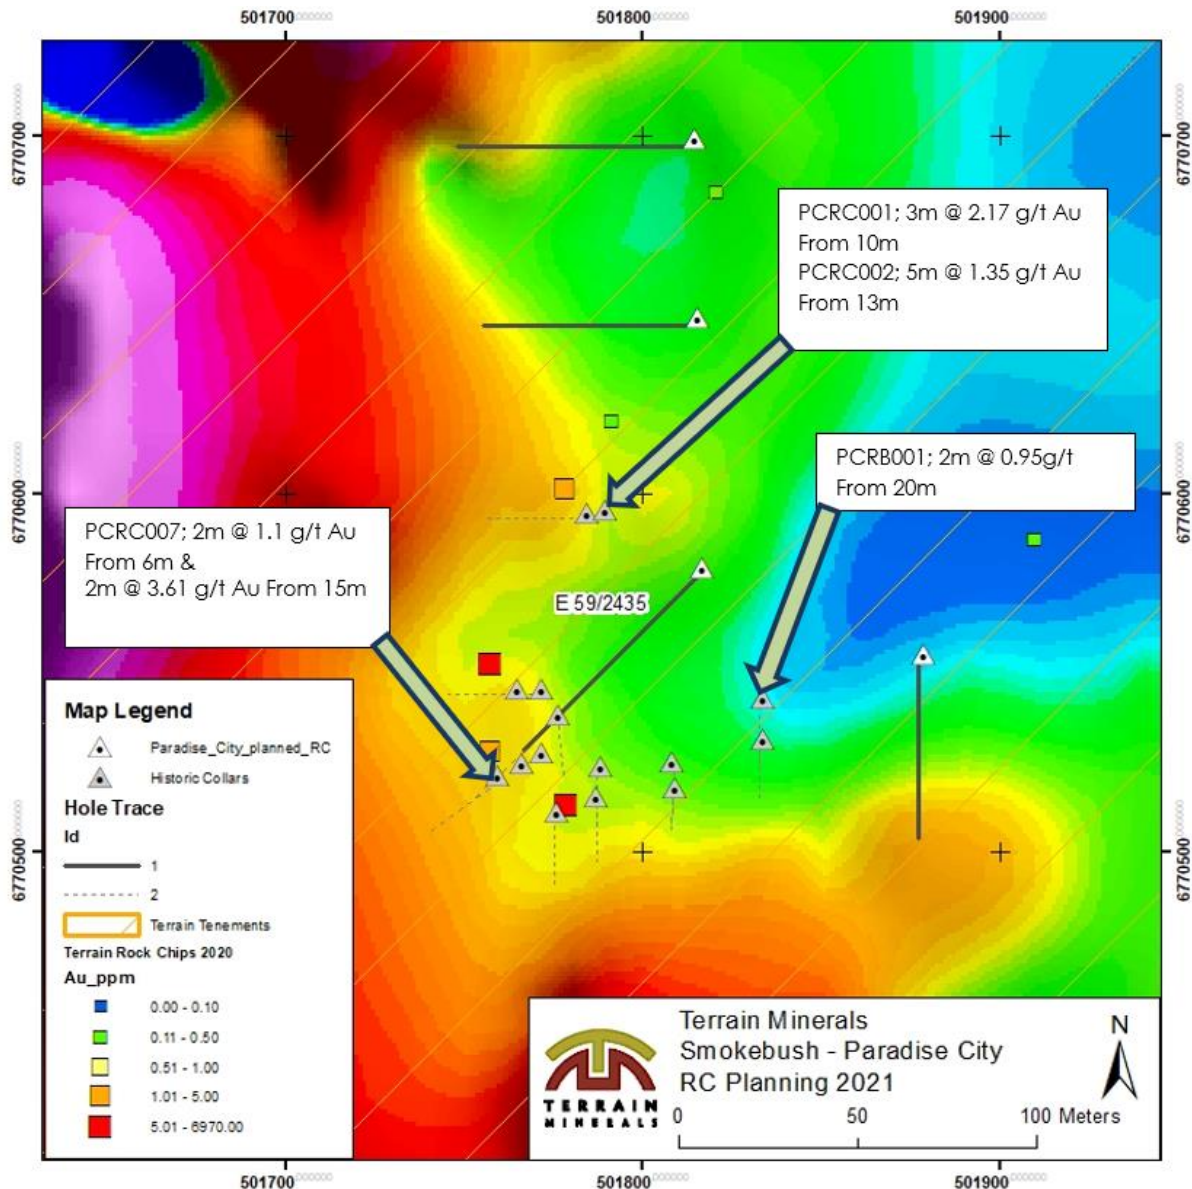 501700
501800
501900
6770700
6770700
PCRC001; 3m @ 2.17 g/t Au
From 10m
PCRC002; 5m @ 1.35 g/t Au
From 13m
PCRB001; 2m @ 0.95g/t
From 20m
6770600
6770600
PCRC007; 2m @ 1.1 g/t Au
From 6m &
2m @ 3.61 g/t Au From 15m
E 59/2435
Map Legend
Paradise_City_planned_RC
Historic Collars
Hole Trace
Id
1
2
Terrain Tenements
Terrain Rock Chips 2020
Au_ppm
0.00 - 0.10
0.11 - 0.50
0.51 - 1.00
1.01 - 5.00
5.01 - 6970.00
6770500
6770500
TERRAIN
MINERALS
Terrain Minerals
Smokebush - Paradise City
RC Planning 2021
N
0 50 100 Meters
501700
501800
501900